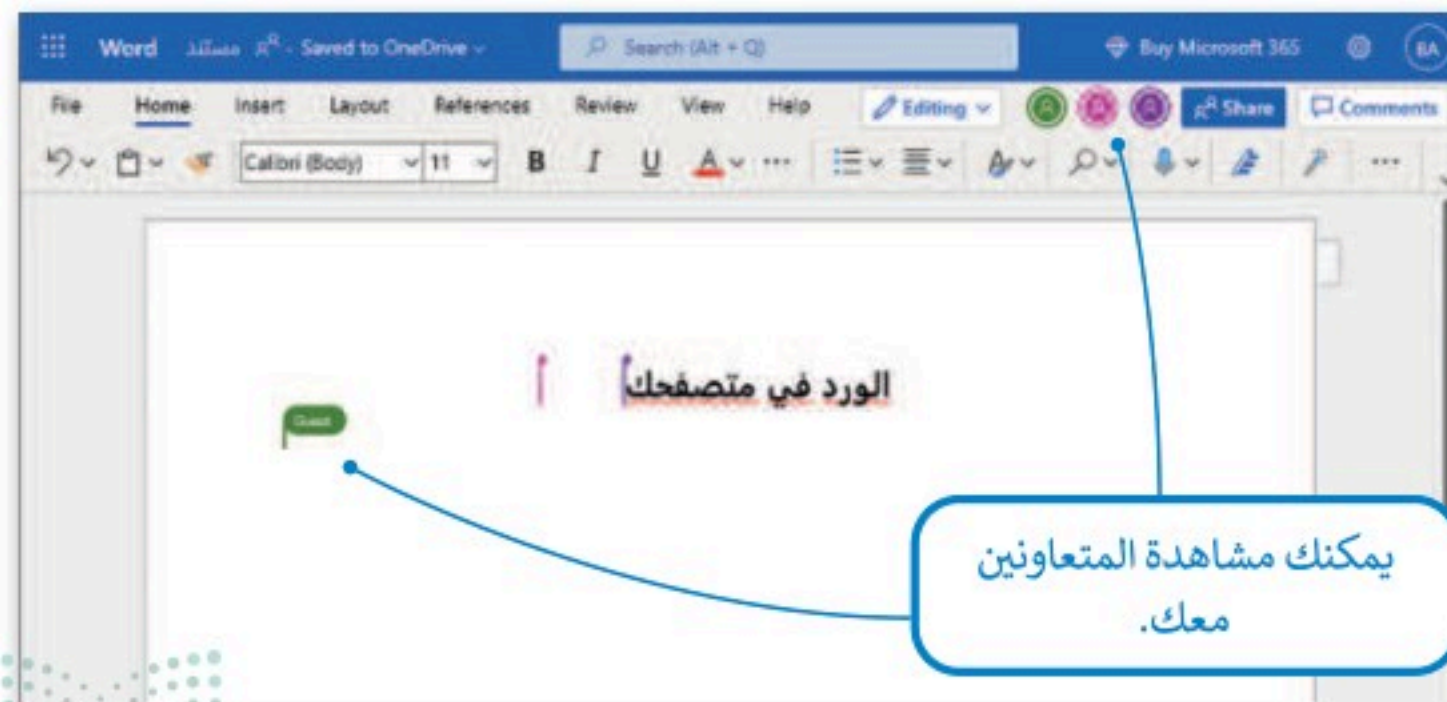 Word مستند - Saved to OneDrive Search (Alt + Q) Buy Microsoft 365 BA
File Home Insert Layout References Review View Help Editing Share Comments
Calibri (Body) 11 B I U A ...
الورد في متصفحك
Guest
يمكنك مشاهدة المتعاونين
معك.